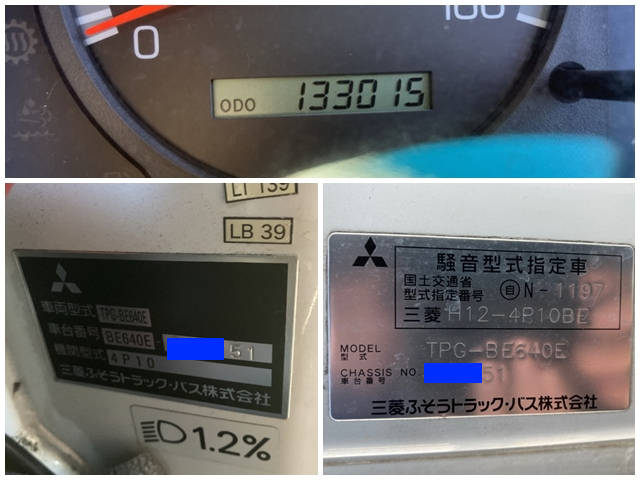 0
100
ODO 133015
LT 139
LB 39
車両型式 TPG-BE640E
車台番号 BE640E- 51
機関型式 4P10
三菱ふそうトラック・バス株式会社
1.2%
騒音型式指定車
国土交通省
型式指定番号 自 N-1197
三菱 H12-4P10BE
MODEL
型式 TPG-BE640E
CHASSIS NO.
車台番号 51
三菱ふそうトラック・バス株式会社